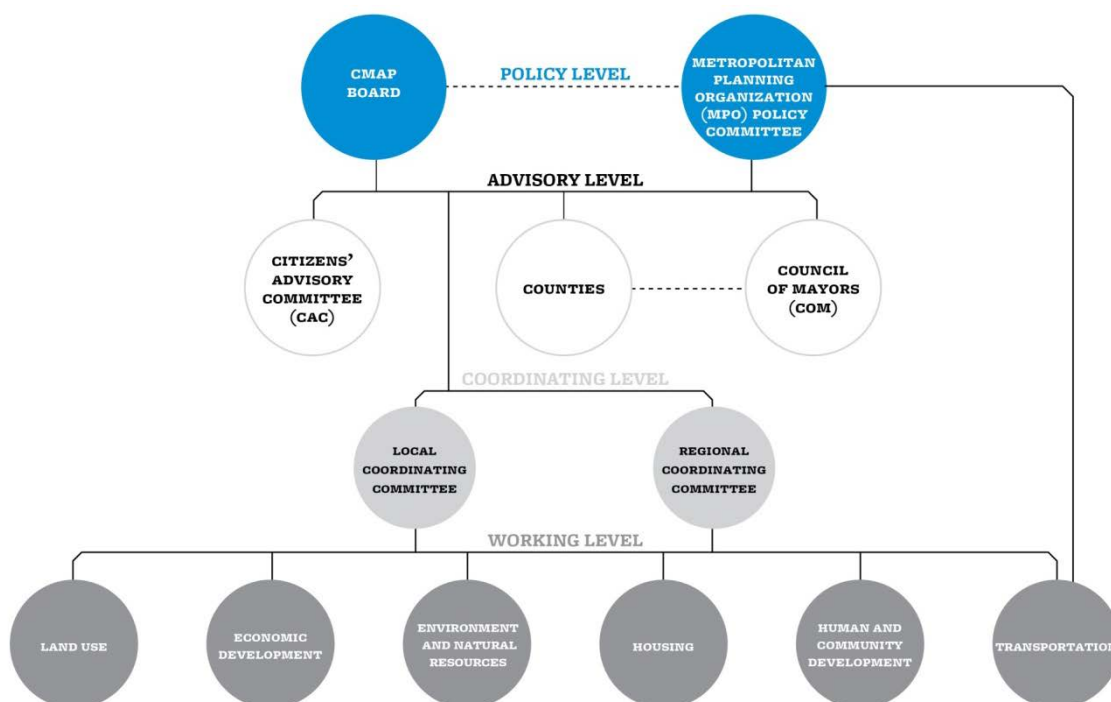 CMAP
BOARD
POLICY LEVEL
METROPOLITAN
PLANNING
ORGANIZATION
(MPO) POLICY
COMMITTEE
ADVISORY LEVEL
CITIZENS’
ADVISORY
COMMITTEE
(CAC)
COUNTIES
COUNCIL
OF MAYORS
(COM)
COORDINATING LEVEL
LOCAL
COORDINATING
COMMITTEE
REGIONAL
COORDINATING
COMMITTEE
WORKING LEVEL
LAND USE
ECONOMIC
DEVELOPMENT
ENVIRONMENT
AND NATURAL
RESOURCES
HOUSING
HUMAN AND
COMMUNITY
DEVELOPMENT
TRANSPORTATION